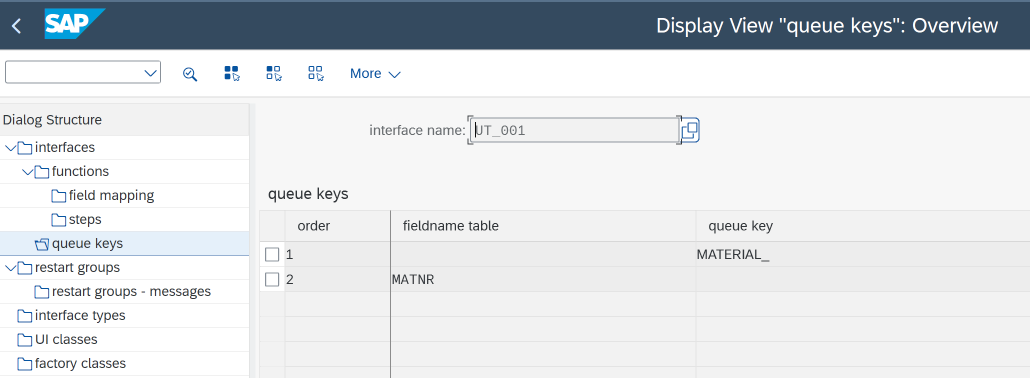 SAP
Display View "queue keys": Overview
More
Dialog Structure
interfaces
functions
field mapping
steps
queue keys
restart groups
restart groups - messages
interface types
UI classes
factory classes
interface name: UT_001
queue keys
order fieldname table queue key
1 MATERIAL_
2 MATNR